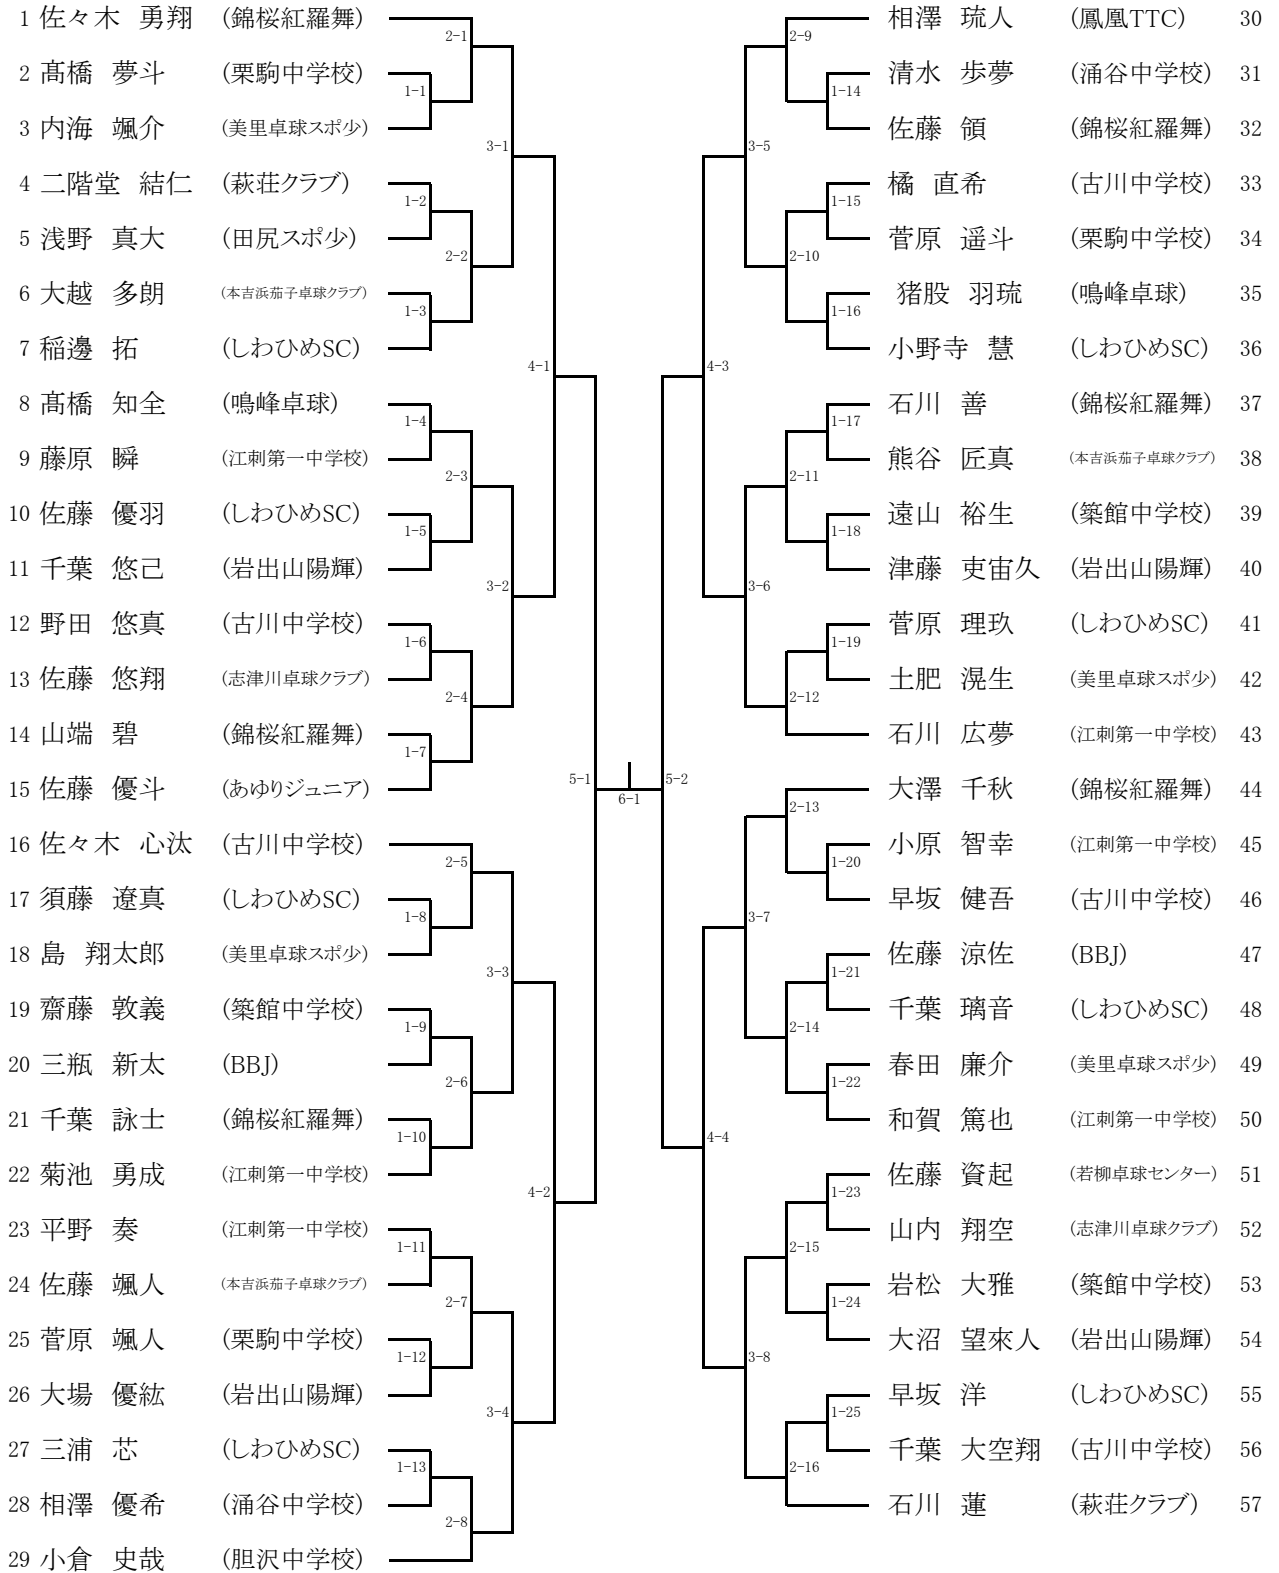 1 佐々木 勇翔 (錦桜紅羅舞)
2 髙橋 夢斗 (栗駒中学校)
3 内海 颯介 (美里卓球スポ少)
4 二階堂 結仁 (萩荘クラブ)
5 浅野 真大 (田尻スポ少)
6 大越 多朗 (本吉浜茄子卓球クラブ)
7 稲邊 拓 (しわひめSC)
8 髙橋 知全 (鳴峰卓球)
9 藤原 瞬 (江刺第一中学校)
10 佐藤 優羽 (しわひめSC)
11 千葉 悠己 (岩出山陽輝)
12 野田 悠真 (古川中学校)
13 佐藤 悠翔 (志津川卓球クラブ)
14 山端 碧 (錦桜紅羅舞)
15 佐藤 優斗 (あゆりジュニア)
16 佐々木 心汰 (古川中学校)
17 須藤 遼真 (しわひめSC)
18 島 翔太郎 (美里卓球スポ少)
19 齋藤 敦義 (築館中学校)
20 三瓶 新太 (BBJ)
21 千葉 詠士 (錦桜紅羅舞)
22 菊池 勇成 (江刺第一中学校)
23 平野 奏 (江刺第一中学校)
24 佐藤 颯人 (本吉浜茄子卓球クラブ)
25 菅原 颯人 (栗駒中学校)
26 大場 優紘 (岩出山陽輝)
27 三浦 芯 (しわひめSC)
28 相澤 優希 (涌谷中学校)
29 小倉 史哉 (胆沢中学校)
1-1
1-2
1-3
1-4
1-5
1-6
1-7
1-8
1-9
1-10
1-11
1-12
1-13
2-1
2-2
2-3
2-4
2-5
2-6
2-7
2-8
3-1
3-2
3-3
3-4
4-1
4-2
5-1
6-1
5-2
4-3
4-4
3-5
3-6
3-7
3-8
2-9
2-10
2-11
2-12
2-13
2-14
2-15
2-16
1-14
1-15
1-16
1-17
1-18
1-19
1-20
1-21
1-22
1-23
1-24
1-25
相澤 琉人 (鳳凰TTC) 30
清水 歩夢 (涌谷中学校) 31
佐藤 領 (錦桜紅羅舞) 32
橘 直希 (古川中学校) 33
菅原 遥斗 (栗駒中学校) 34
猪股 羽琉 (鳴峰卓球) 35
小野寺 慧 (しわひめSC) 36
石川 善 (錦桜紅羅舞) 37
熊谷 匠真 (本吉浜茄子卓球クラブ) 38
遠山 裕生 (築館中学校) 39
津藤 吏宙久 (岩出山陽輝) 40
菅原 理玖 (しわひめSC) 41
土肥 滉生 (美里卓球スポ少) 42
石川 広夢 (江刺第一中学校) 43
大澤 千秋 (錦桜紅羅舞) 44
小原 智幸 (江刺第一中学校) 45
早坂 健吾 (古川中学校) 46
佐藤 涼佐 (BBJ) 47
千葉 璃音 (しわひめSC) 48
春田 廉介 (美里卓球スポ少) 49
和賀 篤也 (江刺第一中学校) 50
佐藤 資起 (若柳卓球センター) 51
山内 翔空 (志津川卓球クラブ) 52
岩松 大雅 (築館中学校) 53
大沼 望來人 (岩出山陽輝) 54
早坂 洋 (しわひめSC) 55
千葉 大空翔 (古川中学校) 56
石川 蓮 (萩荘クラブ) 57